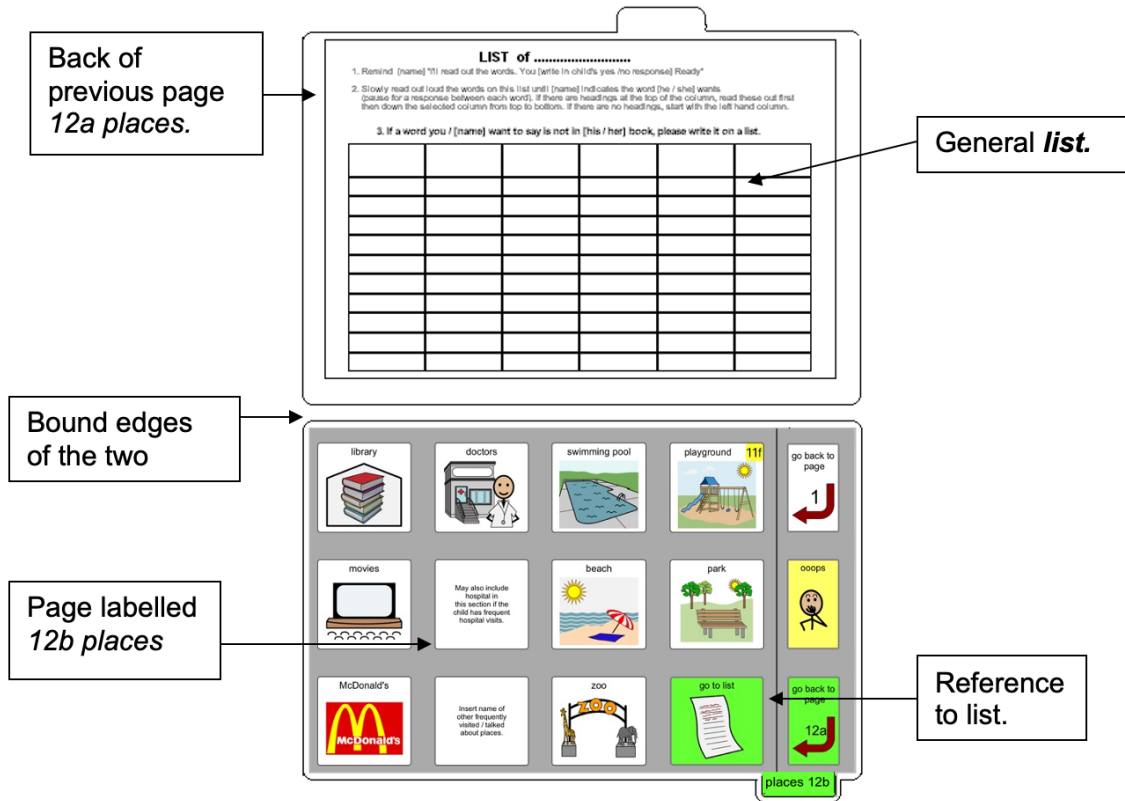 Back of
previous page
12a places.
LIST of ...........................
1. Remind [name] "I'll read out the words. You [write in child's yes /no response] Ready"
2. Slowly read out loud the words on this list until [name] indicates the word [he / she] wants
(pause for a response between each word). If there are headings at the top of the column, read these out first
then down the selected column from top to bottom. If there are no headings, start with the left hand column.
3. If a word you / [name] want to say is not in [his / her] book, please write it on a list.
General list.
Bound edges
of the two
library
doctors
swimming pool
playground
11f
go back to
page
1
movies
May also include
hospital in
this section if the
child has frequent
hospital visits.
beach
park
ooops
Page labelled
12b places
McDonald's
McDonald's
Insert name of
other frequently
visited / talked
about places.
zoo
ZOO
go to list
go back to
page
12a
Reference
to list.
places 12b